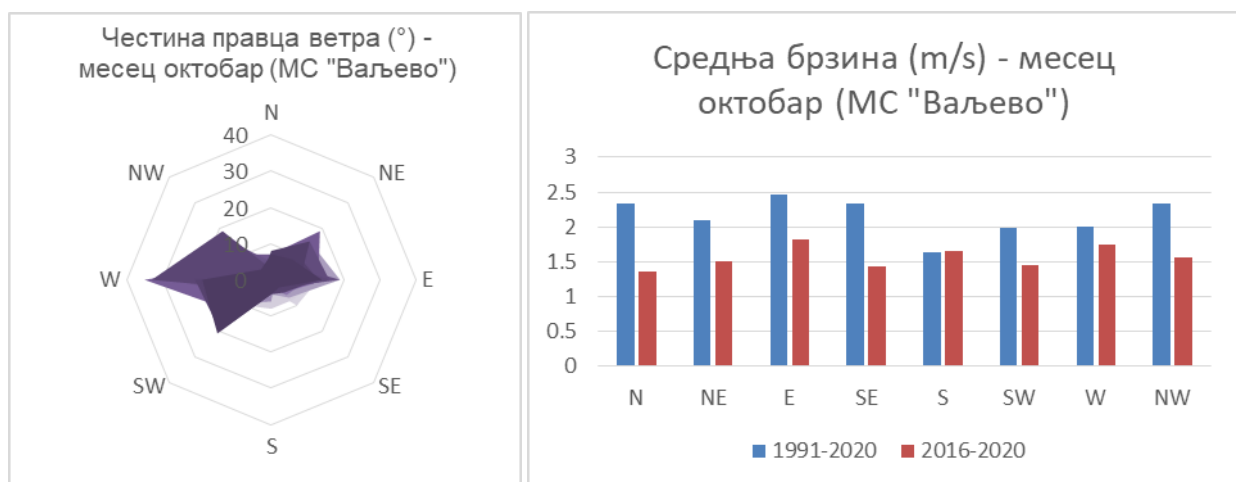 Честина правца ветра (°) -
месец октобар (МС "Ваљево")
N
40
NW
30
NE
20
10
W
0
E
SW
SE
S
Средња брзина (m/s) - месец
октобар (МС "Ваљево")
3
2.5
2
1.5
1
0.5
0
N NE E SE S SW W NW
1991-2020 2016-2020